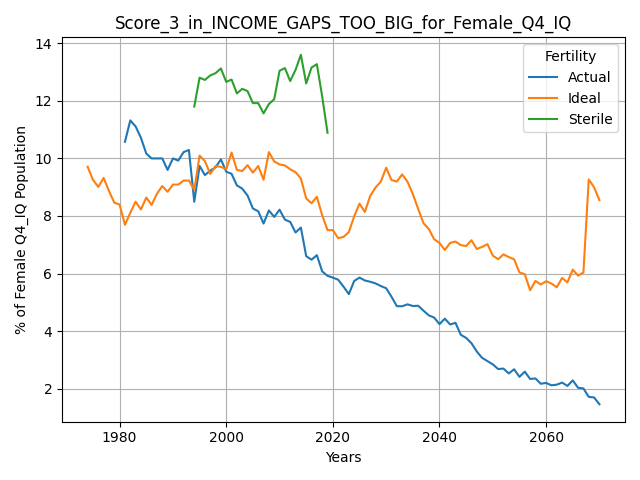 Score_3_in_INCOME_GAPS_TOO_BIG_for_Female_Q4_IQ
% of Female Q4_IQ Population
14
12
10
8
6
4
2
Fertility
Actual
Ideal
Sterile
1980 2000 2020 2040 2060
Years